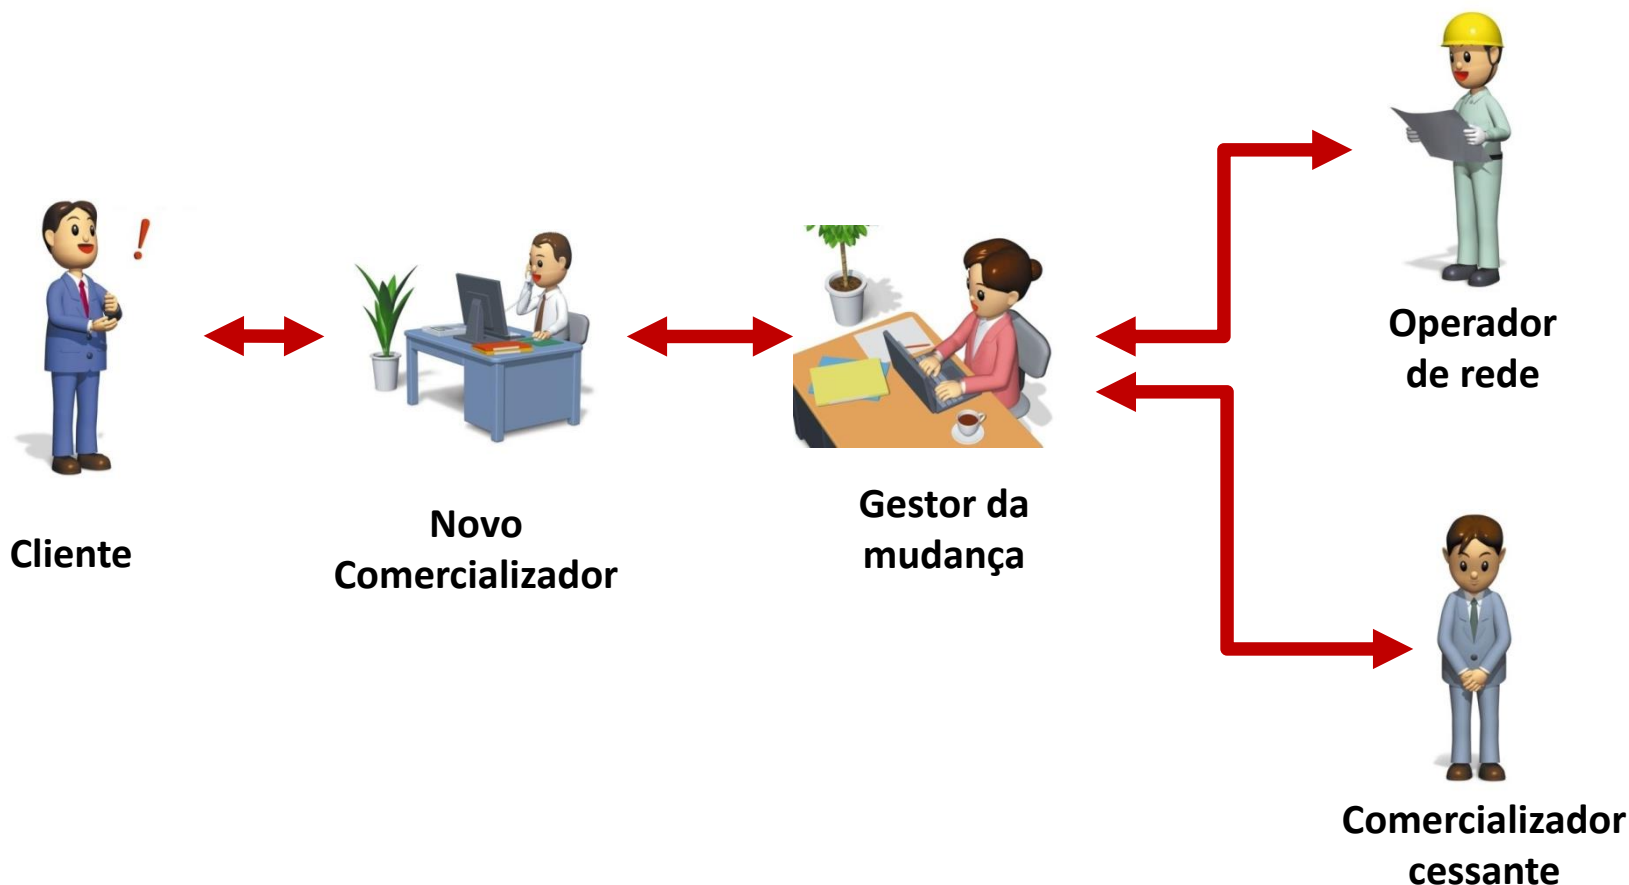 Cliente
Novo
Comercializador
Gestor da
mudança
Operador
de rede
Comercializador
cessante